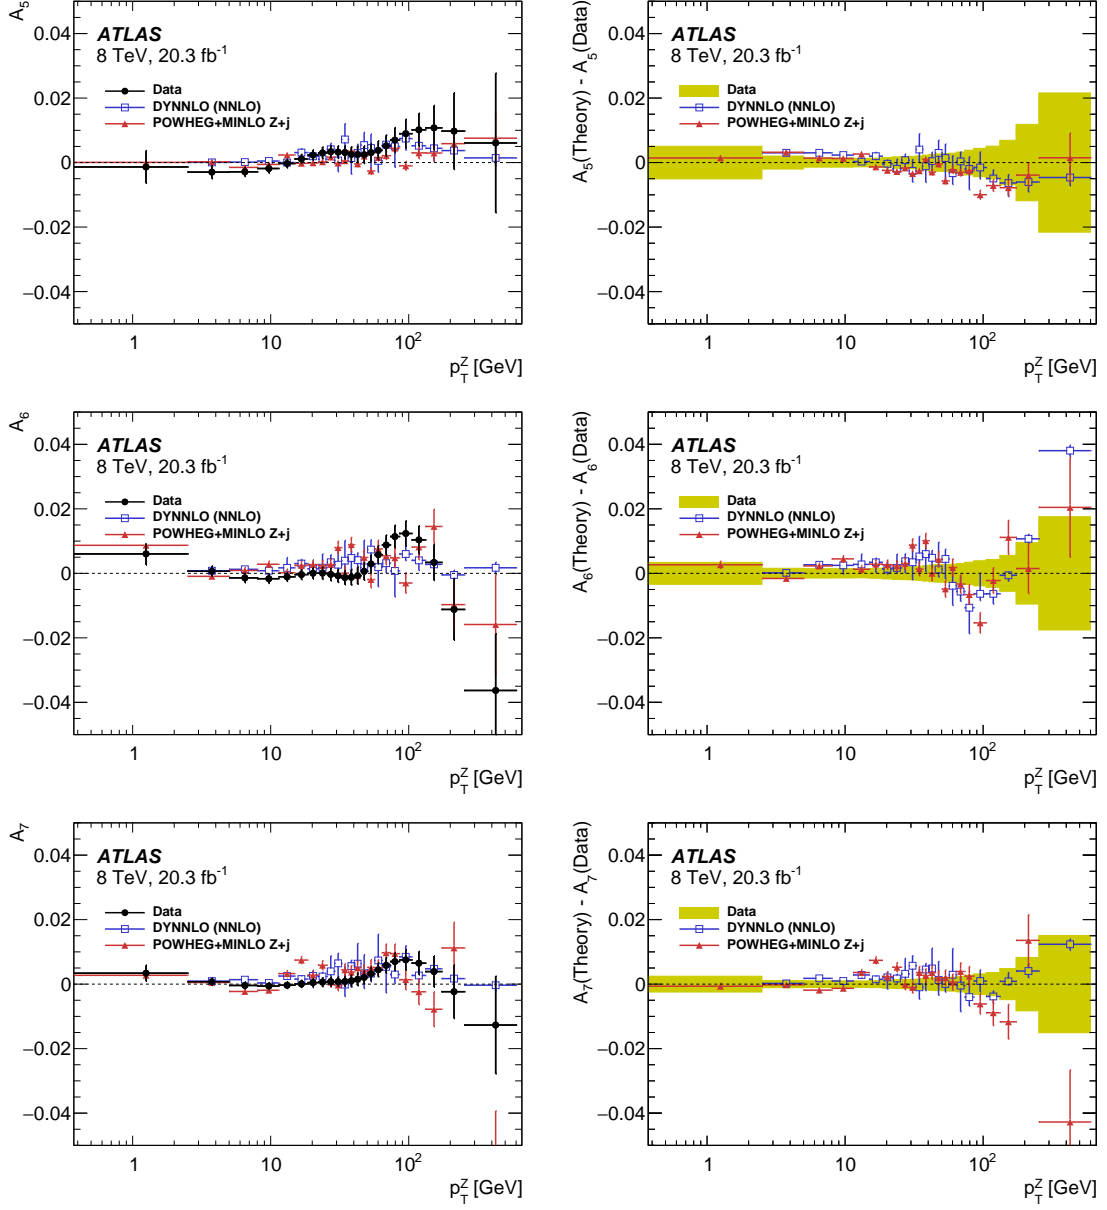 A5
0.04
0.02
0
−0.02
−0.04
ATLAS
8 TeV, 20.3 fb-1
Data
DYNNLO (NNLO)
POWHEG+MINLO Z+j
1 10 10²
pTZ [GeV]
A5(Theory) - A5(Data)
0.04
0.02
0
−0.02
−0.04
ATLAS
8 TeV, 20.3 fb-1
Data
DYNNLO (NNLO)
POWHEG+MINLO Z+j
1 10 10²
pTZ [GeV]
A6
0.04
0.02
0
−0.02
−0.04
ATLAS
8 TeV, 20.3 fb-1
Data
DYNNLO (NNLO)
POWHEG+MINLO Z+j
1 10 10²
pTZ [GeV]
A6(Theory) - A6(Data)
0.04
0.02
0
−0.02
−0.04
ATLAS
8 TeV, 20.3 fb-1
Data
DYNNLO (NNLO)
POWHEG+MINLO Z+j
1 10 10²
pTZ [GeV]
A7
0.04
0.02
0
−0.02
−0.04
ATLAS
8 TeV, 20.3 fb-1
Data
DYNNLO (NNLO)
POWHEG+MINLO Z+j
1 10 10²
pTZ [GeV]
A7(Theory) - A7(Data)
0.04
0.02
0
−0.02
−0.04
ATLAS
8 TeV, 20.3 fb-1
Data
DYNNLO (NNLO)
POWHEG+MINLO Z+j
1 10 10²
pTZ [GeV]